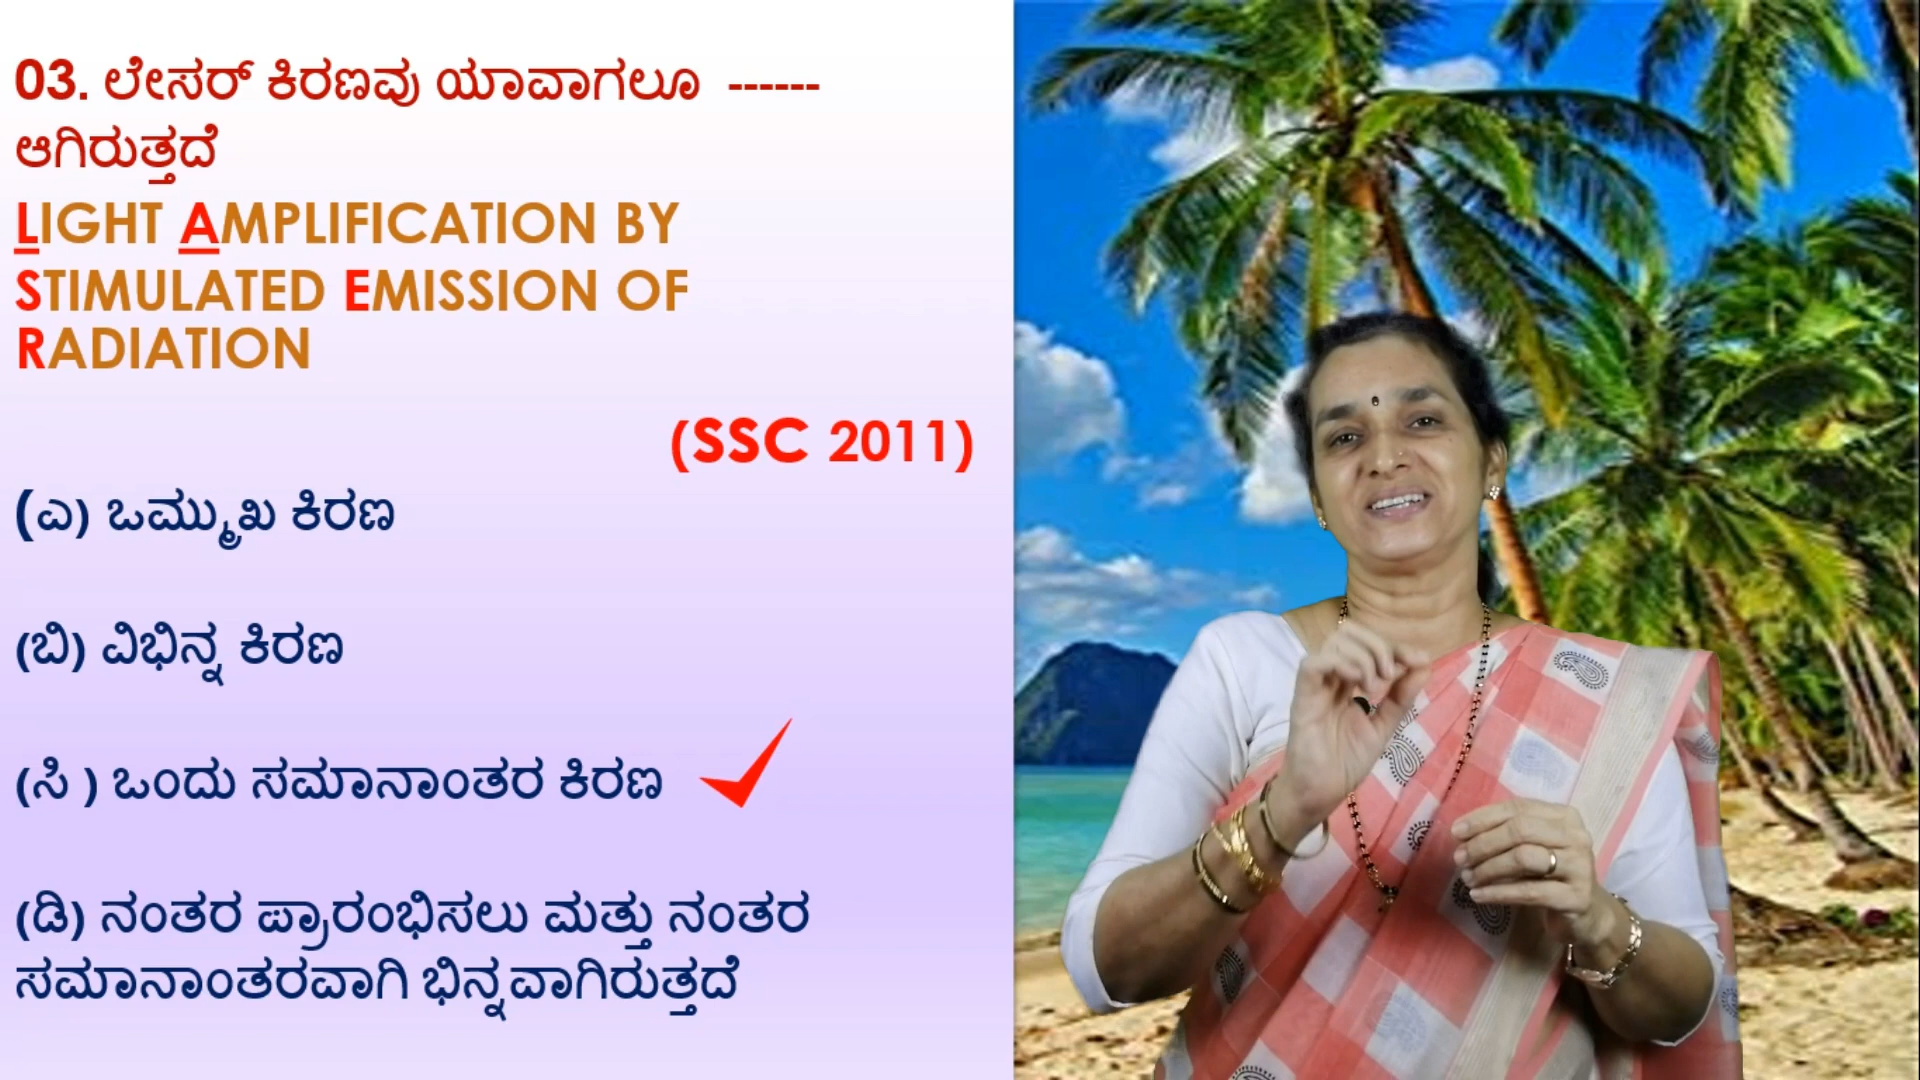 03. ಲೇಸರ್ ಕಿರಣವು ಯಾವಾಗಲೂ ------
ಆಗಿರುತ್ತದೆ
LIGHT AMPLIFICATION BY
STIMULATED EMISSION OF
RADIATION
(SSC 2011)
(ಎ) ಒಮ್ಮುಖ ಕಿರಣ
(ಬಿ) ವಿಭಿನ್ನ ಕಿರಣ
(ಸಿ ) ಒಂದು ಸಮಾನಾಂತರ ಕಿರಣ
(ಡಿ) ನಂತರ ಪ್ರಾರಂಭಿಸಲು ಮತ್ತು ನಂತರ
ಸಮಾನಾಂತರವಾಗಿ ಭಿನ್ನವಾಗಿರುತ್ತದೆ